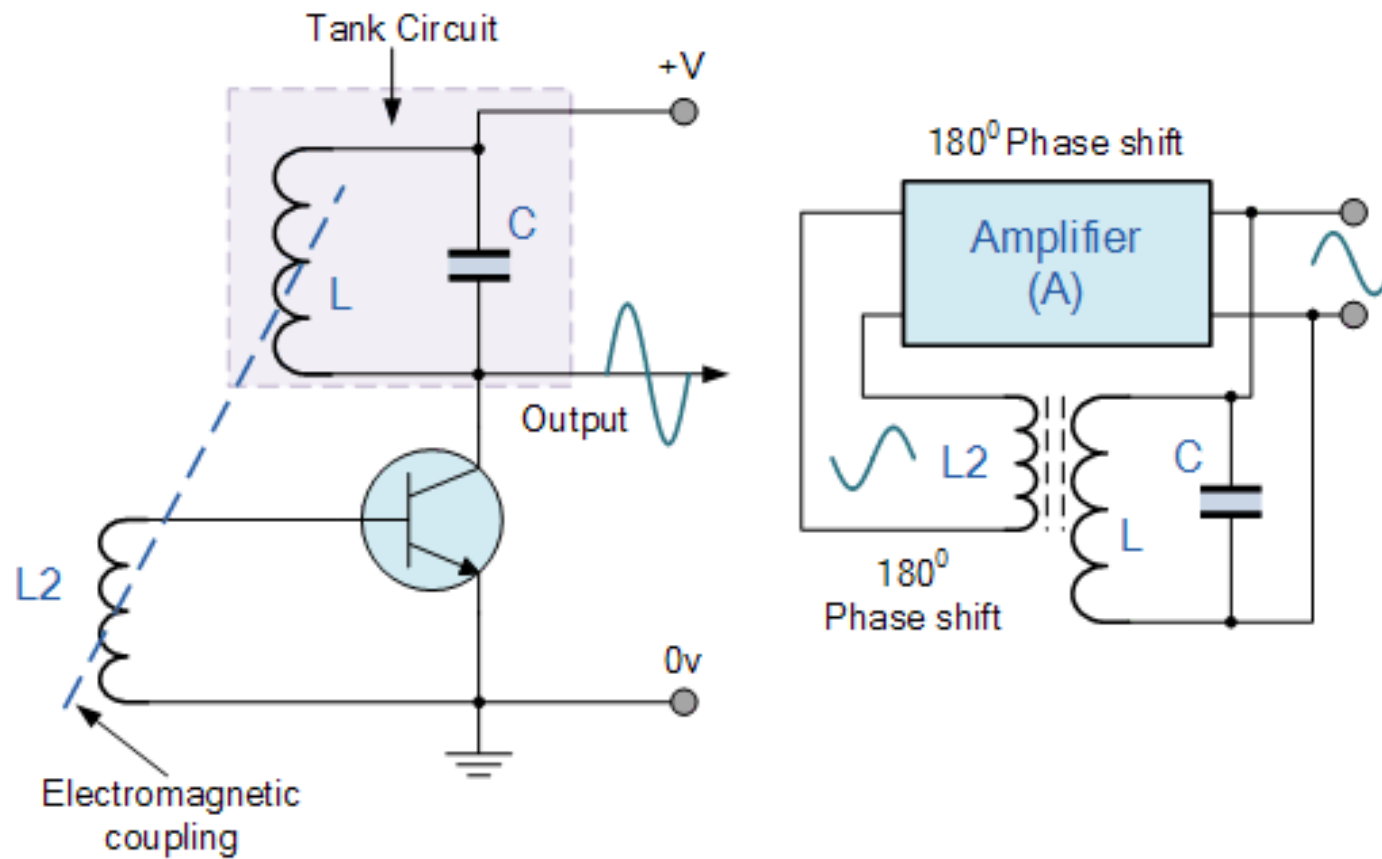 Tank Circuit
+V
C
L
Output
L2
0v
Electromagnetic
coupling
180⁰ Phase shift
Amplifier
(A)
L2
C
L
180⁰
Phase shift